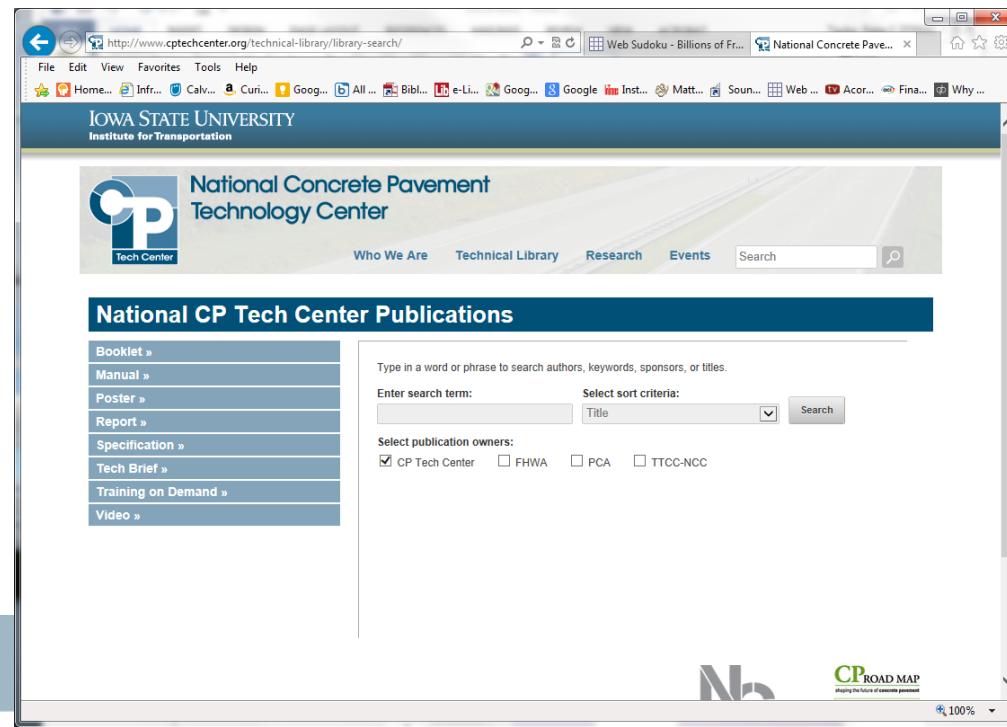 http://www.cptechcenter.org/technical-library/library-search/
Web Sudoku - Billions of Fr...
National Concrete Pave...
File Edit View Favorites Tools Help
Home... Infr... Calv... Curi... Goog... All ... Bibl... e-Li... Goog... Google Inst... Matt... Soun... Web ... Acor... Fina... Why ...
IOWA STATE UNIVERSITY
Institute for Transportation
National Concrete Pavement
Technology Center
CP
Tech Center
Who We Are Technical Library Research Events Search
National CP Tech Center Publications
Booklet »
Manual »
Poster »
Report »
Specification »
Tech Brief »
Training on Demand »
Video »
Type in a word or phrase to search authors, keywords, sponsors, or titles.
Enter search term: Select sort criteria:
Title Search
Select publication owners:
CP Tech Center FHWA PCA TTCC-NCC
CP ROAD MAP
shaping the future of concrete pavement
100%